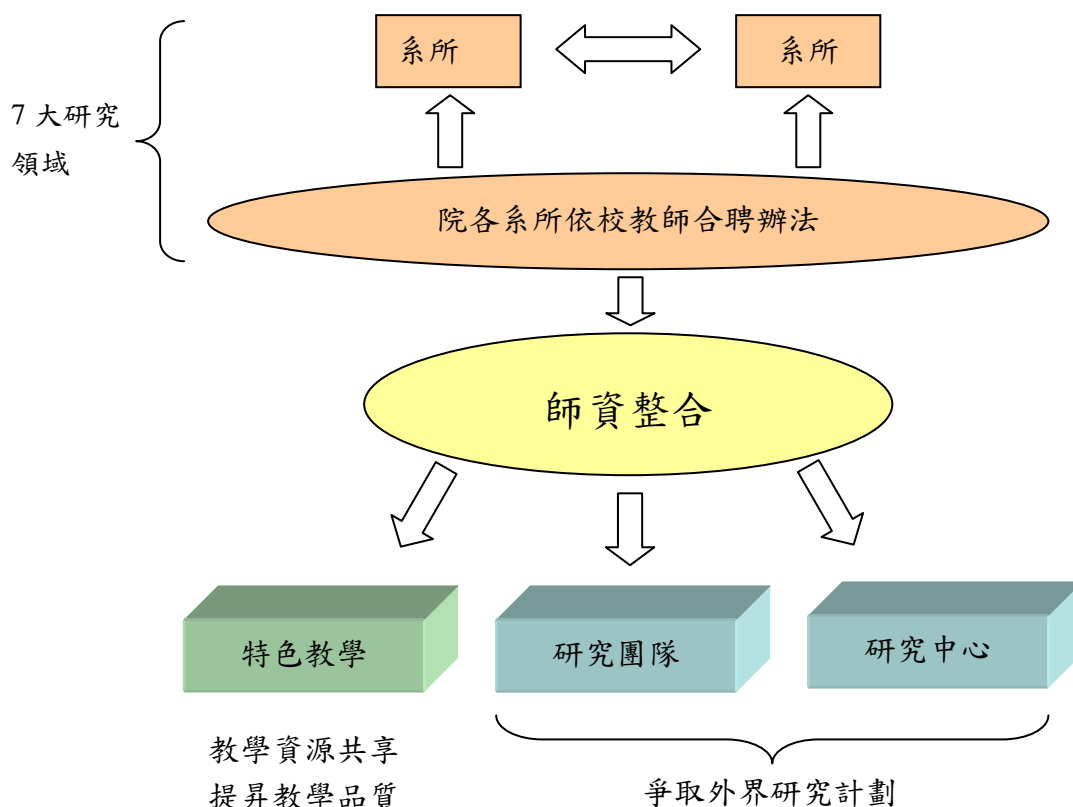 系所
系所
7 大研究
領域
院各系所依校教師合聘辦法
師資整合
特色教學
研究團隊
研究中心
教學資源共享
提昇教學品質
爭取外界研究計劃